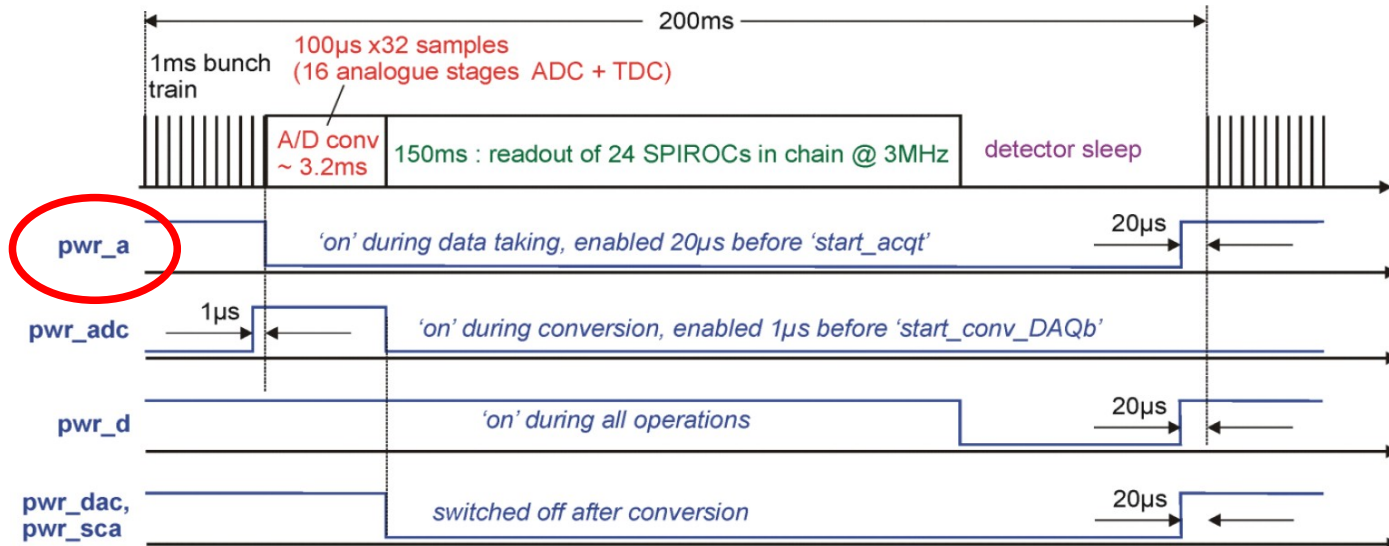 200ms
100µs x32 samples
(16 analogue stages ADC + TDC)
1ms bunch
train
A/D conv
~ 3.2ms
150ms : readout of 24 SPIROCs in chain @ 3MHz
detector sleep
pwr_a
'on' during data taking, enabled 20µs before 'start_acqt'
20µs
pwr_adc
1µs
'on' during conversion, enabled 1µs before 'start_conv_DAQb'
pwr_d
'on' during all operations
20µs
pwr_dac,
pwr_sca
switched off after conversion
20µs